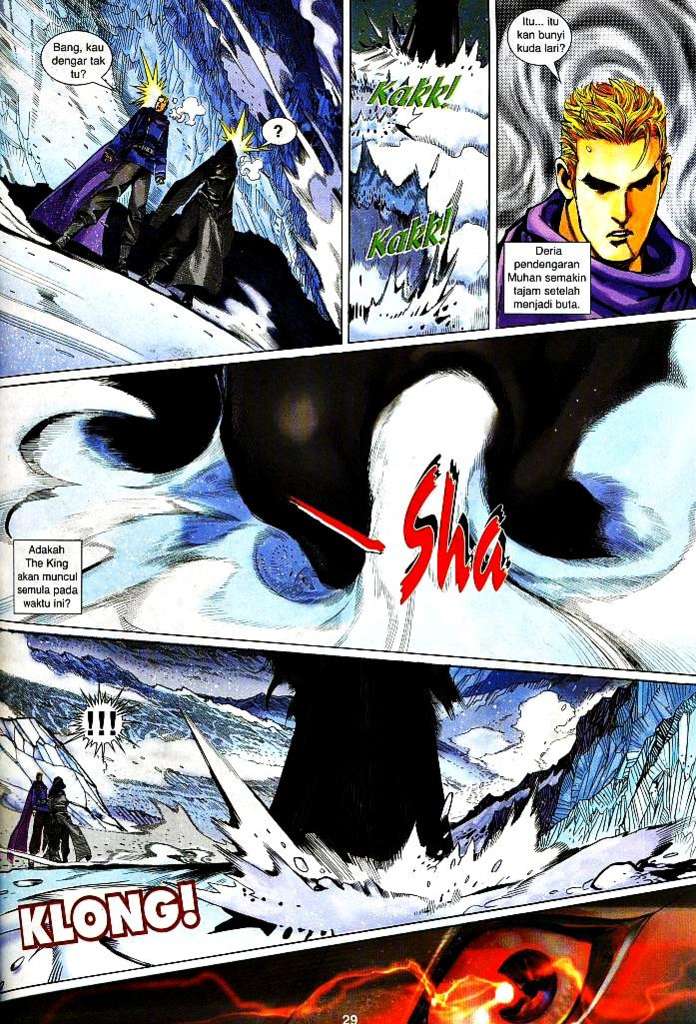 Bang, kau
dengar tak
tu?
?
Kakk!
Kakk!
Itu... itu
kan bunyi
kuda lari?
Deria
pendengaran
Muhan semakin
tajam setelah
menjadi buta.
Sha
Adakah
The King
akan muncul
semula pada
waktu ini?
!!!
KLONG!
29